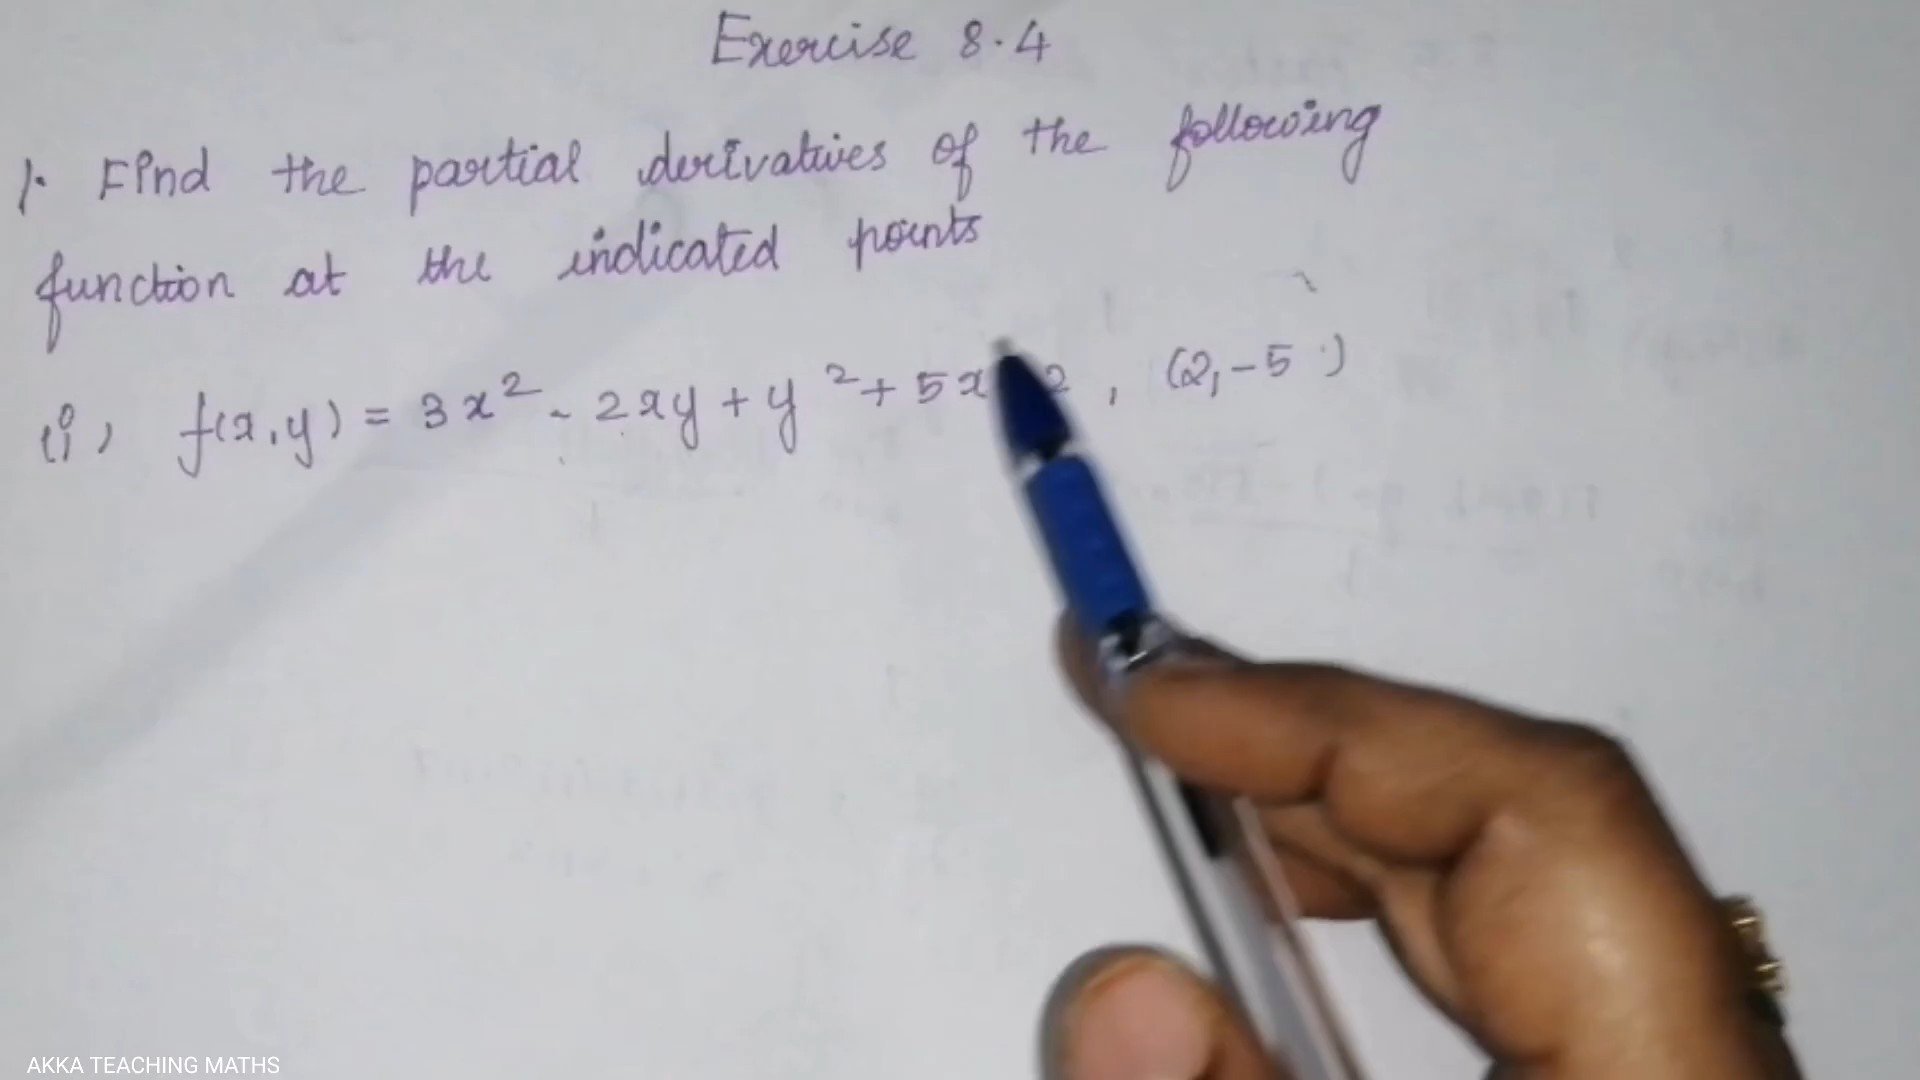 Exercise 8.4
1. Find the partial derivatives of the following
function at the indicated points
(i) f(x,y) = 3x² - 2xy + y² + 5x 2 , (2,-5)
AKKA TEACHING MATHS